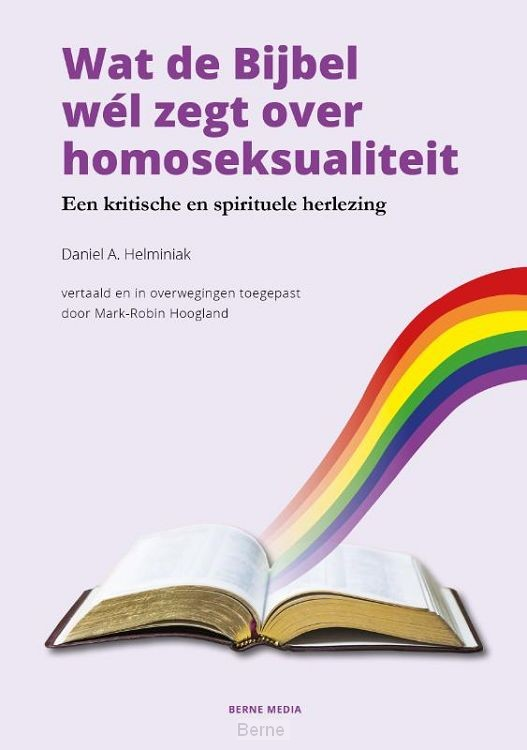 Wat de Bijbel
wél zegt over
homoseksualiteit
Een kritische en spirituele herlezing
Daniel A. Helminiak
vertaald en in overwegingen toegepast
door Mark-Robin Hoogland
BERNE MEDIA
Berne